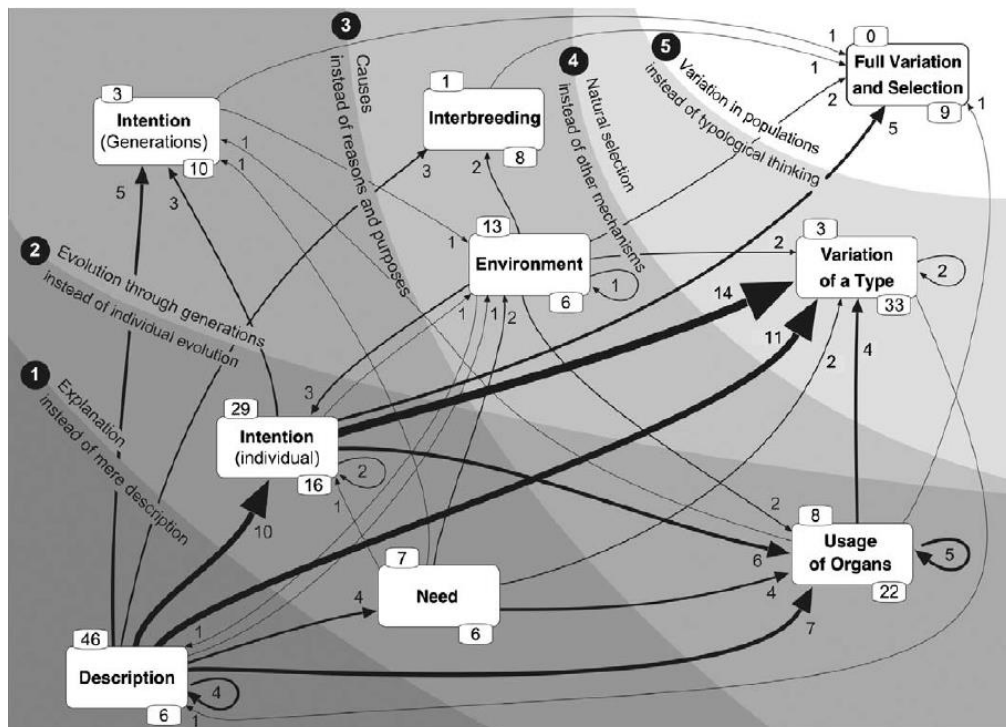 3
Intention
(Generations)
10
1
Interbreeding
8
0
Full Variation
and Selection
9
13
Environment
6
3
Variation
of a Type
33
29
Intention
(individual)
16
7
Need
6
8
Usage
of Organs
22
46
Description
6
1
Explanation
instead of mere description
2
Evolution through generations
instead of individual evolution
3
Causes
instead of reasons and purposes
4
Natural selection
instead of other mechanisms
5
Variation in populations
instead of typological thinking
1
1
2
5
1
1
1
5
3
3
2
1
2
1
2
14
11
1
1
2
3
4
2
2
1
10
2
6
4
5
4
7
1
4
1